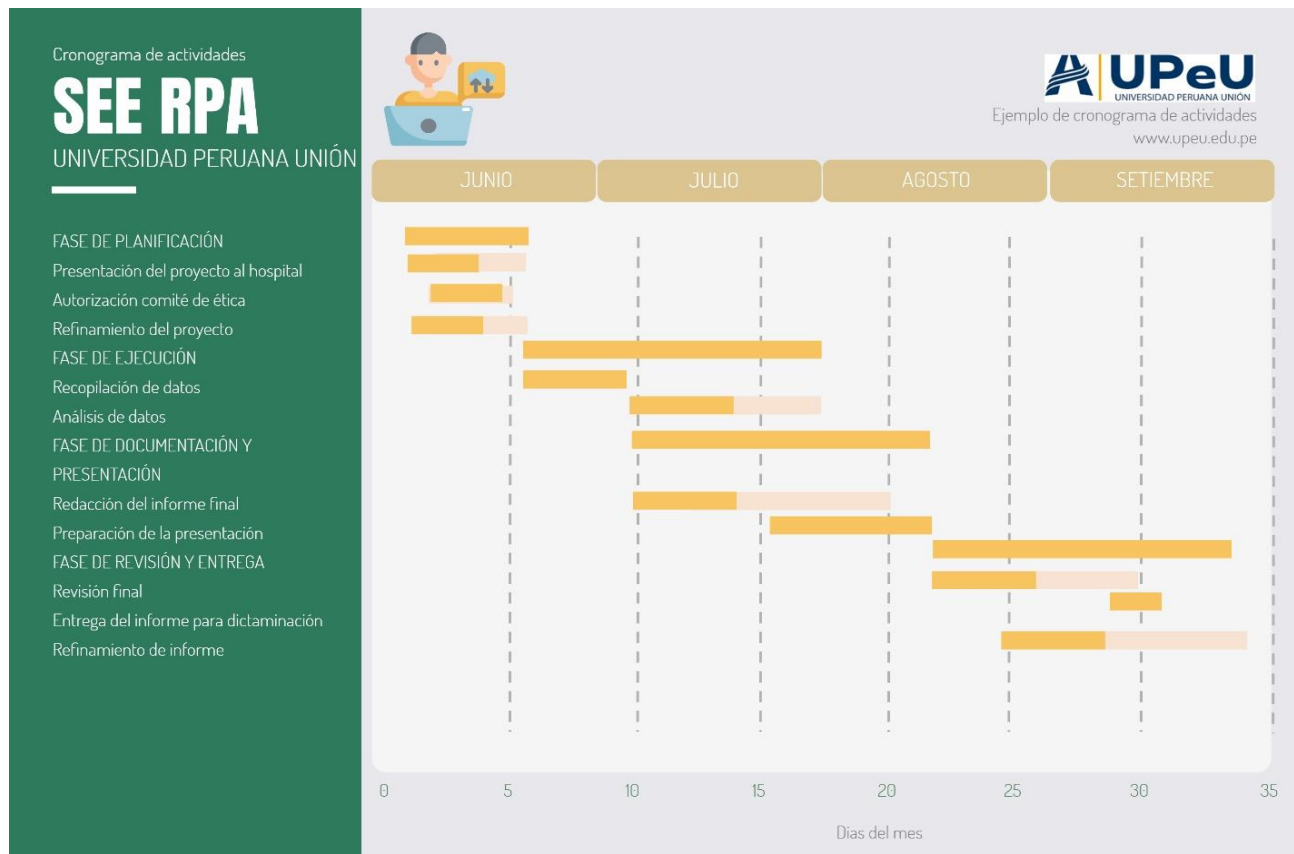 Cronograma de actividades
SEE RPA
UNIVERSIDAD PERUANA UNIÓN
UPeU
UNIVERSIDAD PERUANA UNIÓN
Ejemplo de cronograma de actividades
www.upeu.edu.pe
JUNIO
JULIO
AGOSTO
SETIEMBRE
FASE DE PLANIFICACIÓN
Presentación del proyecto al hospital
Autorización comité de ética
Refinamiento del proyecto
FASE DE EJECUCIÓN
Recopilación de datos
Análisis de datos
FASE DE DOCUMENTACIÓN Y
PRESENTACIÓN
Redacción del informe final
Preparación de la presentación
FASE DE REVISIÓN Y ENTREGA
Revisión final
Entrega del informe para dictaminación
Refinamiento de informe
0
5
10
15
20
25
30
35
Dias del mes